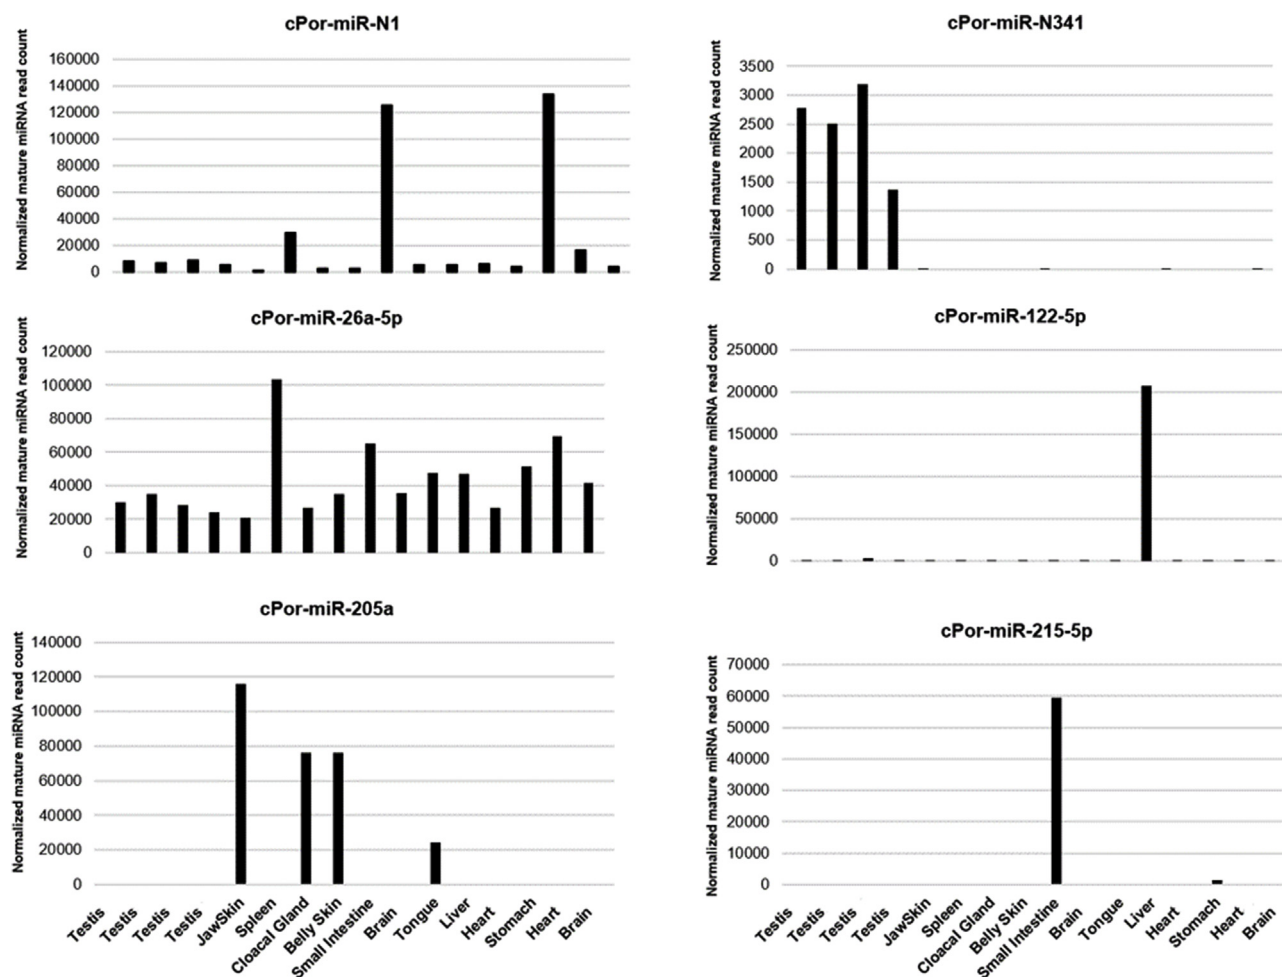 cPor-miR-N1
Normalized mature miRNA read count
160000
140000
120000
100000
80000
60000
40000
20000
0
cPor-miR-N341
Normalized mature miRNA read count
3500
3000
2500
2000
1500
1000
500
0
cPor-miR-26a-5p
Normalized mature miRNA read count
120000
100000
80000
60000
40000
20000
0
cPor-miR-122-5p
Normalized mature miRNA read count
250000
200000
150000
100000
50000
0
cPor-miR-205a
Normalized mature miRNA read count
140000
120000
100000
80000
60000
40000
20000
0
Testis
Testis
Testis
Testis
JawSkin
Spleen
Cloacal Gland
Belly Skin
Small Intestine
Brain
Tongue
Liver
Heart
Stomach
Heart
Brain
cPor-miR-215-5p
Normalized mature miRNA read count
70000
60000
50000
40000
30000
20000
10000
0
Testis
Testis
Testis
Testis
JawSkin
Spleen
Cloacal Gland
Belly Skin
Small Intestine
Brain
Tongue
Liver
Heart
Stomach
Heart
Brain